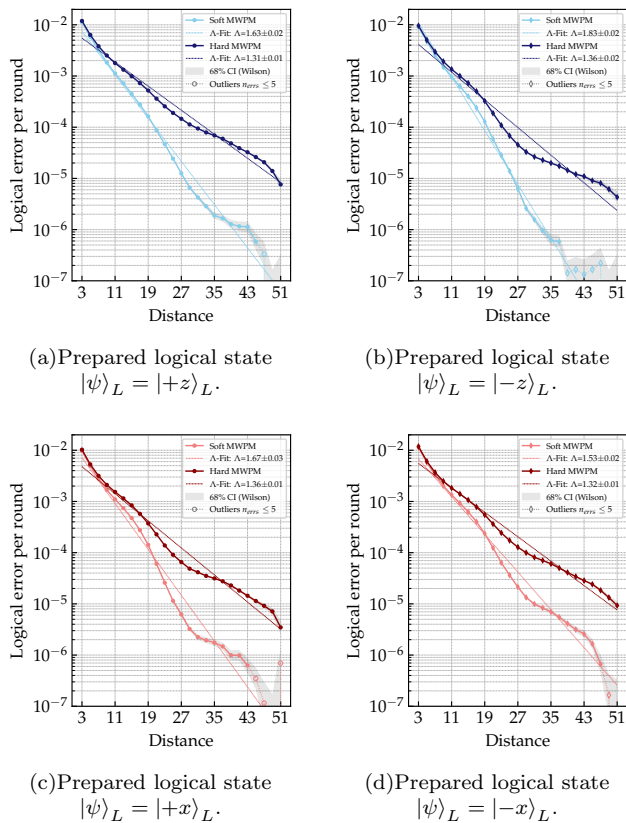 10⁻²
10⁻³
10⁻⁴
10⁻⁵
10⁻⁶
10⁻⁷
Logical error per round
Soft MWPM
Λ-Fit: Λ=1.63±0.02
Hard MWPM
Λ-Fit: Λ=1.31±0.01
68% CI (Wilson)
Outliers n_errs ≤ 5
3 11 19 27 35 43 51
Distance
(a)Prepared logical state
|ψ⟩_L = |+z⟩_L.
10⁻²
10⁻³
10⁻⁴
10⁻⁵
10⁻⁶
10⁻⁷
Logical error per round
Soft MWPM
Λ-Fit: Λ=1.83±0.02
Hard MWPM
Λ-Fit: Λ=1.36±0.02
68% CI (Wilson)
Outliers n_errs ≤ 5
3 11 19 27 35 43 51
Distance
(b)Prepared logical state
|ψ⟩_L = |−z⟩_L.
10⁻²
10⁻³
10⁻⁴
10⁻⁵
10⁻⁶
10⁻⁷
Logical error per round
Soft MWPM
Λ-Fit: Λ=1.67±0.03
Hard MWPM
Λ-Fit: Λ=1.36±0.01
68% CI (Wilson)
Outliers n_errs ≤ 5
3 11 19 27 35 43 51
Distance
(c)Prepared logical state
|ψ⟩_L = |+x⟩_L.
10⁻²
10⁻³
10⁻⁴
10⁻⁵
10⁻⁶
10⁻⁷
Logical error per round
Soft MWPM
Λ-Fit: Λ=1.53±0.02
Hard MWPM
Λ-Fit: Λ=1.32±0.01
68% CI (Wilson)
Outliers n_errs ≤ 5
3 11 19 27 35 43 51
Distance
(d)Prepared logical state
|ψ⟩_L = |−x⟩_L.